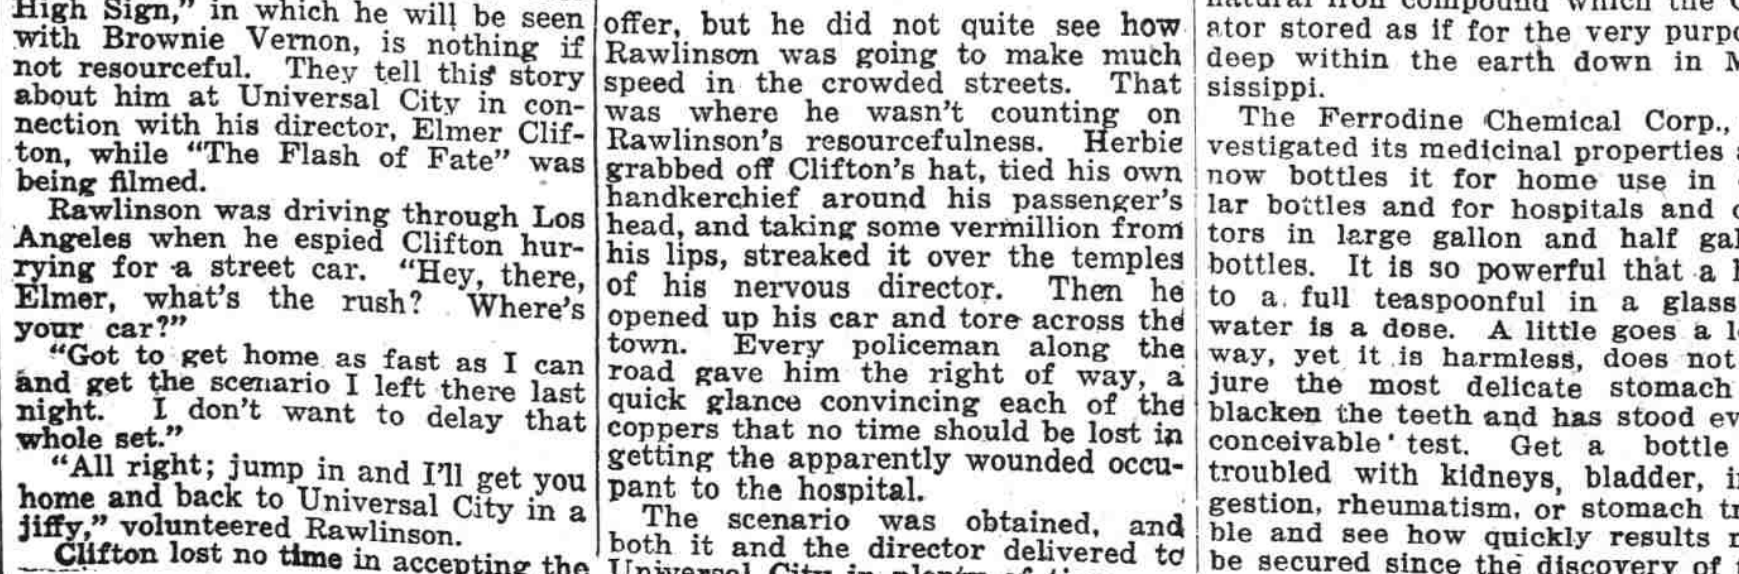 High Sign," in which he will be seen
with Brownie Vernon, is nothing if
not resourceful. They tell this story
about him at Universal City in con-
nection with his director, Elmer Clif-
ton, while "The Flash of Fate" was
being filmed.
Rawlinson was driving through Los
Angeles when he espied Clifton hur-
rying for a street car. "Hey, there,
Elmer, what's the rush? Where's
your car?"
"Got to get home as fast as I can
and get the scenario I left there last
night. I don't want to delay that
whole set."
"All right; jump in and I'll get you
home and back to Universal City in a
jiffy," volunteered Rawlinson.
Clifton lost no time in accepting the
offer, but he did not quite see how
Rawlinson was going to make much
speed in the crowded streets. That
was where he wasn't counting on
Rawlinson's resourcefulness. Herbie
grabbed off Clifton's hat, tied his own
handkerchief around his passenger's
head, and taking some vermillion from
his lips, streaked it over the temples
of his nervous director. Then he
opened up his car and tore across the
town. Every policeman along the
road gave him the right of way, a
quick glance convincing each of the
coppers that no time should be lost in
getting the apparently wounded occu-
pant to the hospital.
The scenario was obtained, and
both it and the director delivered to
Universal City in plenty of
natural iron compound which the
ator stored as if for the very purpo
deep within the earth down in M
sissippi.
The Ferrodine Chemical Corp.,
vestigated its medicinal properties
now bottles it for home use in
lar bottles and for hospitals and
tors in large gallon and half gal
bottles. It is so powerful that a
to a full teaspoonful in a glass
water is a dose. A little goes a l
way, yet it is harmless, does not
jure the most delicate stomach
blacken the teeth and has stood ev
conceivable test. Get a bottle
troubled with kidneys, bladder, i
gestion, rheumatism, or stomach tr
ble and see how quickly results
be secured since the discovery of